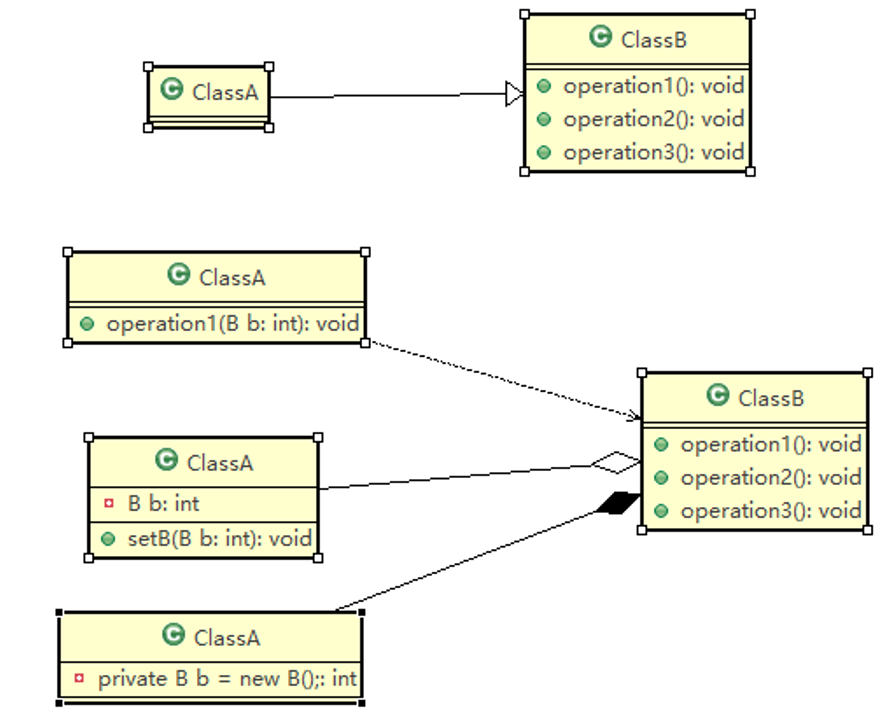 ClassA
ClassB
operation1(): void
operation2(): void
operation3(): void
ClassA
operation1(B b: int): void
ClassB
operation1(): void
operation2(): void
operation3(): void
ClassA
B b: int
setB(B b: int): void
ClassA
private B b = new B();: int